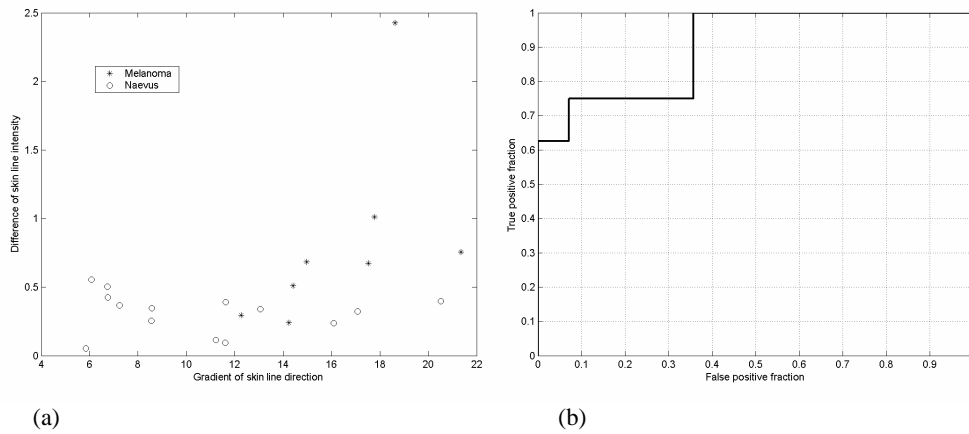 2.5
2
1.5
1
0.5
0
Difference of skin line intensity
Melanoma
Naevus
4 6 8 10 12 14 16 18 20 22
Gradient of skin line direction
(a)
1
0.9
0.8
0.7
0.6
0.5
0.4
0.3
0.2
0.1
0
True positive fraction
0 0.1 0.2 0.3 0.4 0.5 0.6 0.7 0.8 0.9
False positive fraction
(b)